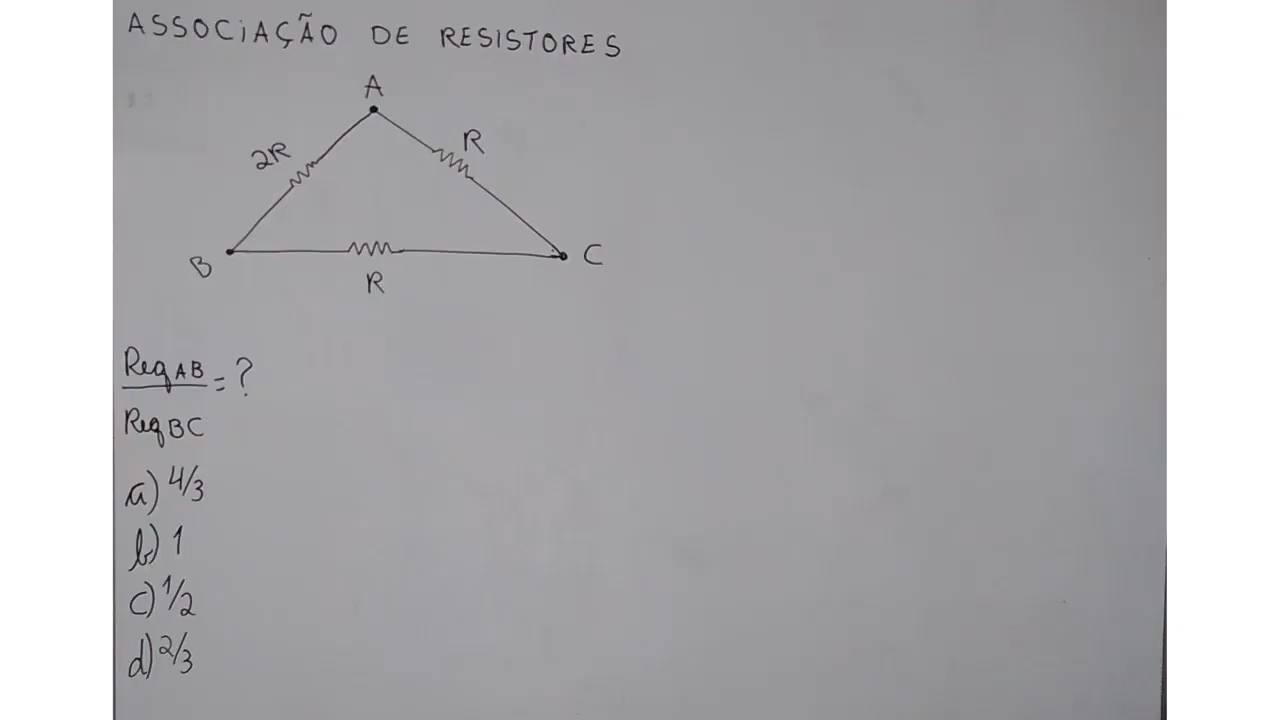 ASSOCIAÇÃO DE RESISTORES
A
2R
R
B
C
R
ReqAB
= ?
ReqBC
a) 4/3
b) 1
c) 1/2
d) 2/3